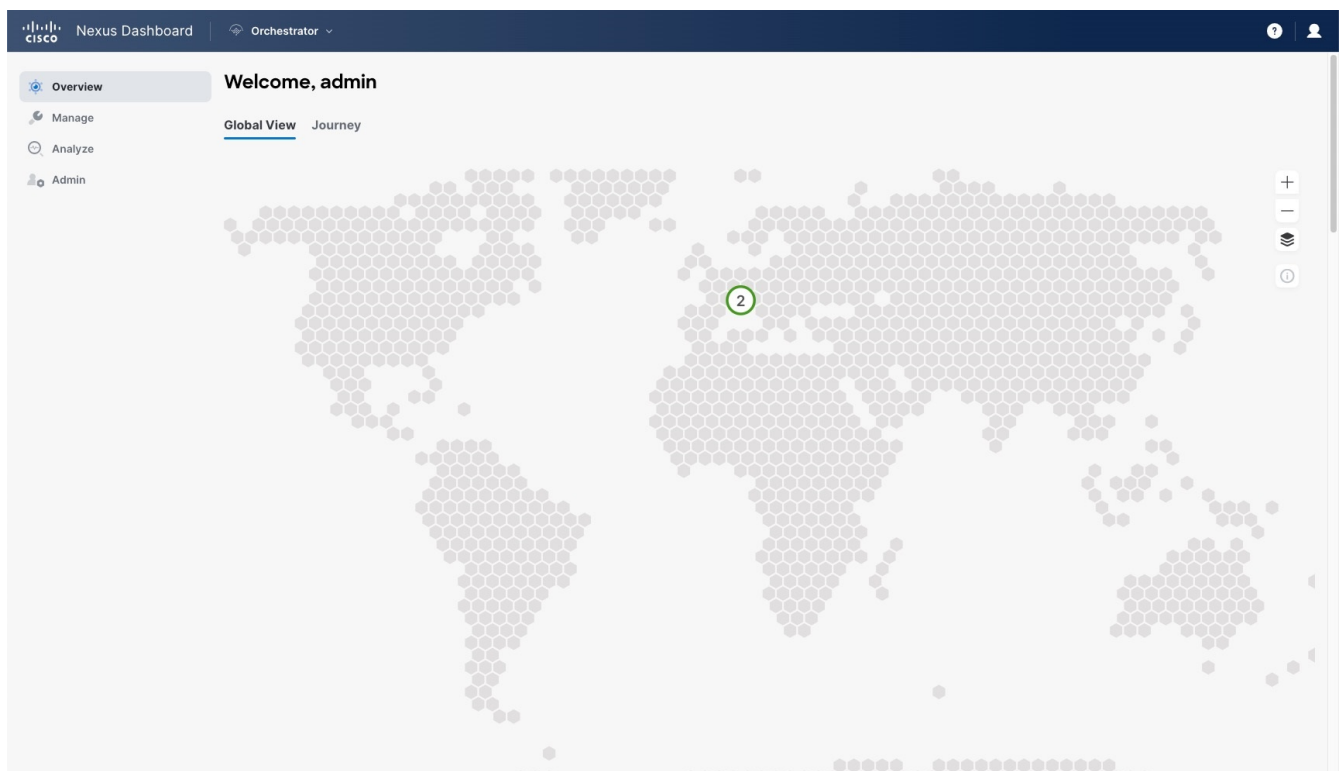 CISCO Nexus Dashboard Orchestrator ?
Overview
Manage
Analyze
Admin
Welcome, admin
Global View Journey
2